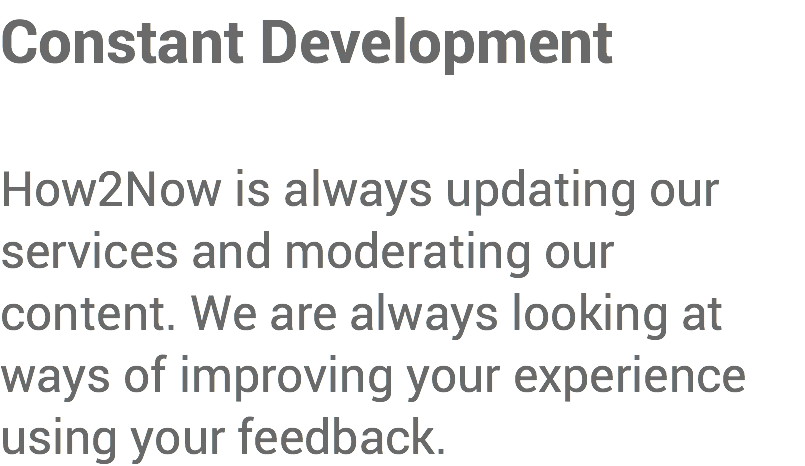 Constant Development
How2Now is always updating our
services and moderating our
content. We are always looking at
ways of improving your experience
using your feedback.